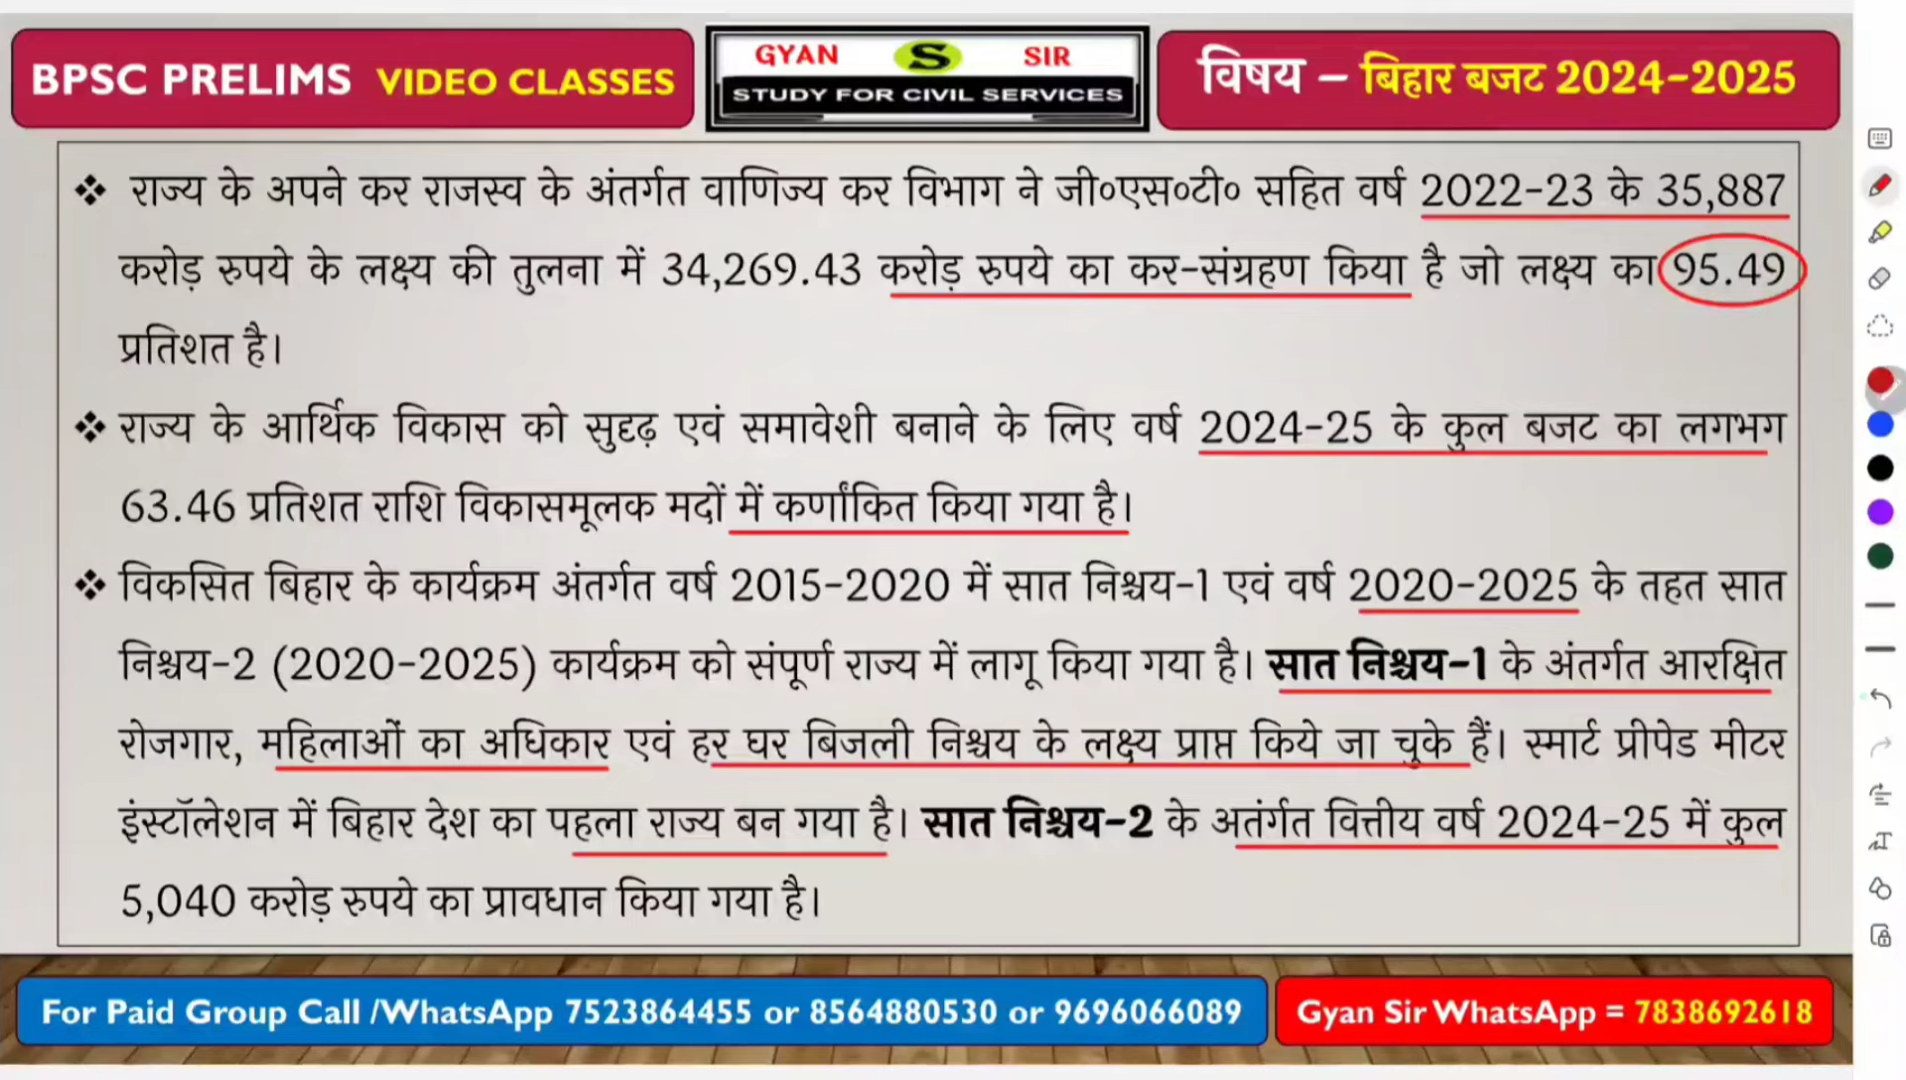 BPSC PRELIMS VIDEO CLASSES
GYAN S SIR
STUDY FOR CIVIL SERVICES
विषय – बिहार बजट 2024-2025
❖ राज्य के अपने कर राजस्व के अंतर्गत वाणिज्य कर विभाग ने जी०एस०टी० सहित वर्ष 2022-23 के 35,887
करोड़ रुपये के लक्ष्य की तुलना में 34,269.43 करोड़ रुपये का कर-संग्रहण किया है जो लक्ष्य का 95.49
प्रतिशत है।
❖ राज्य के आर्थिक विकास को सुदृढ़ एवं समावेशी बनाने के लिए वर्ष 2024-25 के कुल बजट का लगभग
63.46 प्रतिशत राशि विकासमूलक मदों में कर्णांकित किया गया है।
❖ विकसित बिहार के कार्यक्रम अंतर्गत वर्ष 2015-2020 में सात निश्चय-1 एवं वर्ष 2020-2025 के तहत सात
निश्चय-2 (2020-2025) कार्यक्रम को संपूर्ण राज्य में लागू किया गया है। सात निश्चय-1 के अंतर्गत आरक्षित
रोजगार, महिलाओं का अधिकार एवं हर घर बिजली निश्चय के लक्ष्य प्राप्त किये जा चुके हैं। स्मार्ट प्रीपेड मीटर
इंस्टॉलेशन में बिहार देश का पहला राज्य बन गया है। सात निश्चय-2 के अतंर्गत वित्तीय वर्ष 2024-25 में कुल
5,040 करोड़ रुपये का प्रावधान किया गया है।
For Paid Group Call /WhatsApp 7523864455 or 8564880530 or 9696066089
Gyan Sir WhatsApp = 7838692618